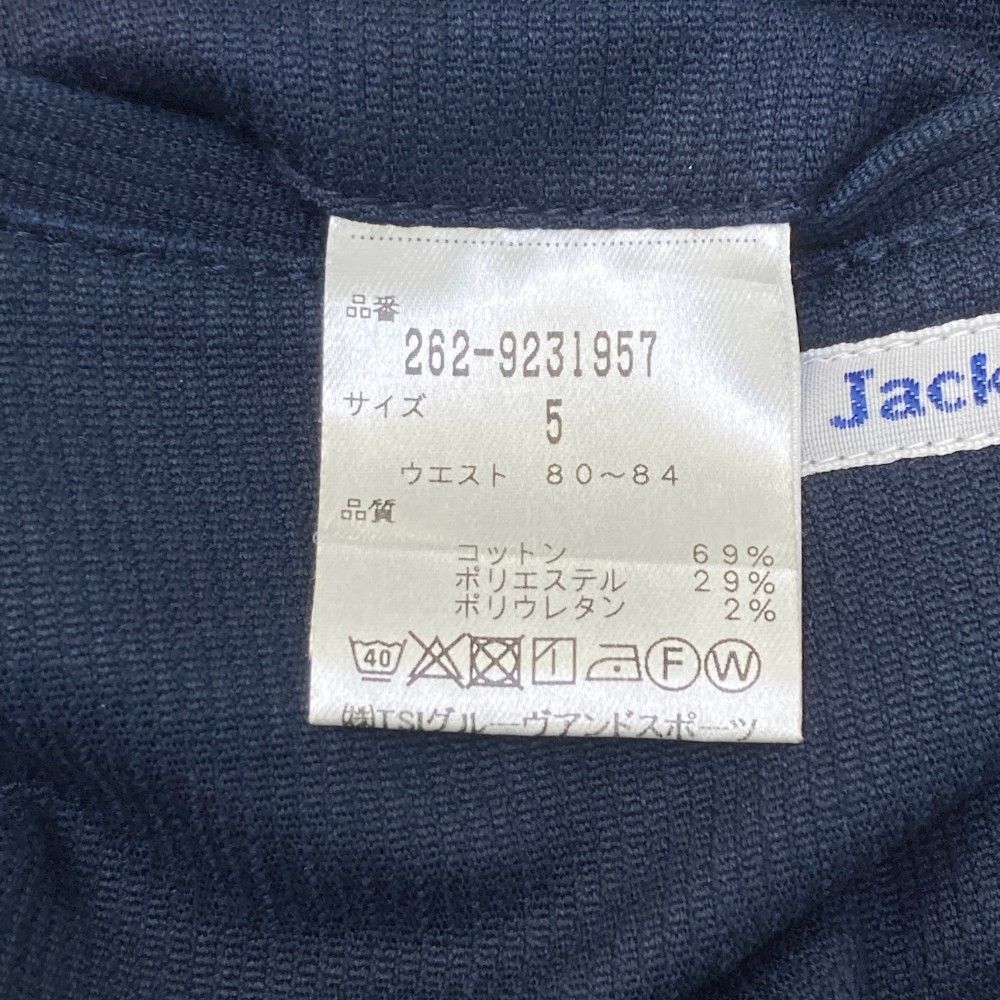 品番
262-9231957
サイズ 5
ウエスト 80～84
品質
コットン 69%
ポリエステル 29%
ポリウレタン 2%
40 F W
㈱TSIグルーヴアンドスポーツ
Jack